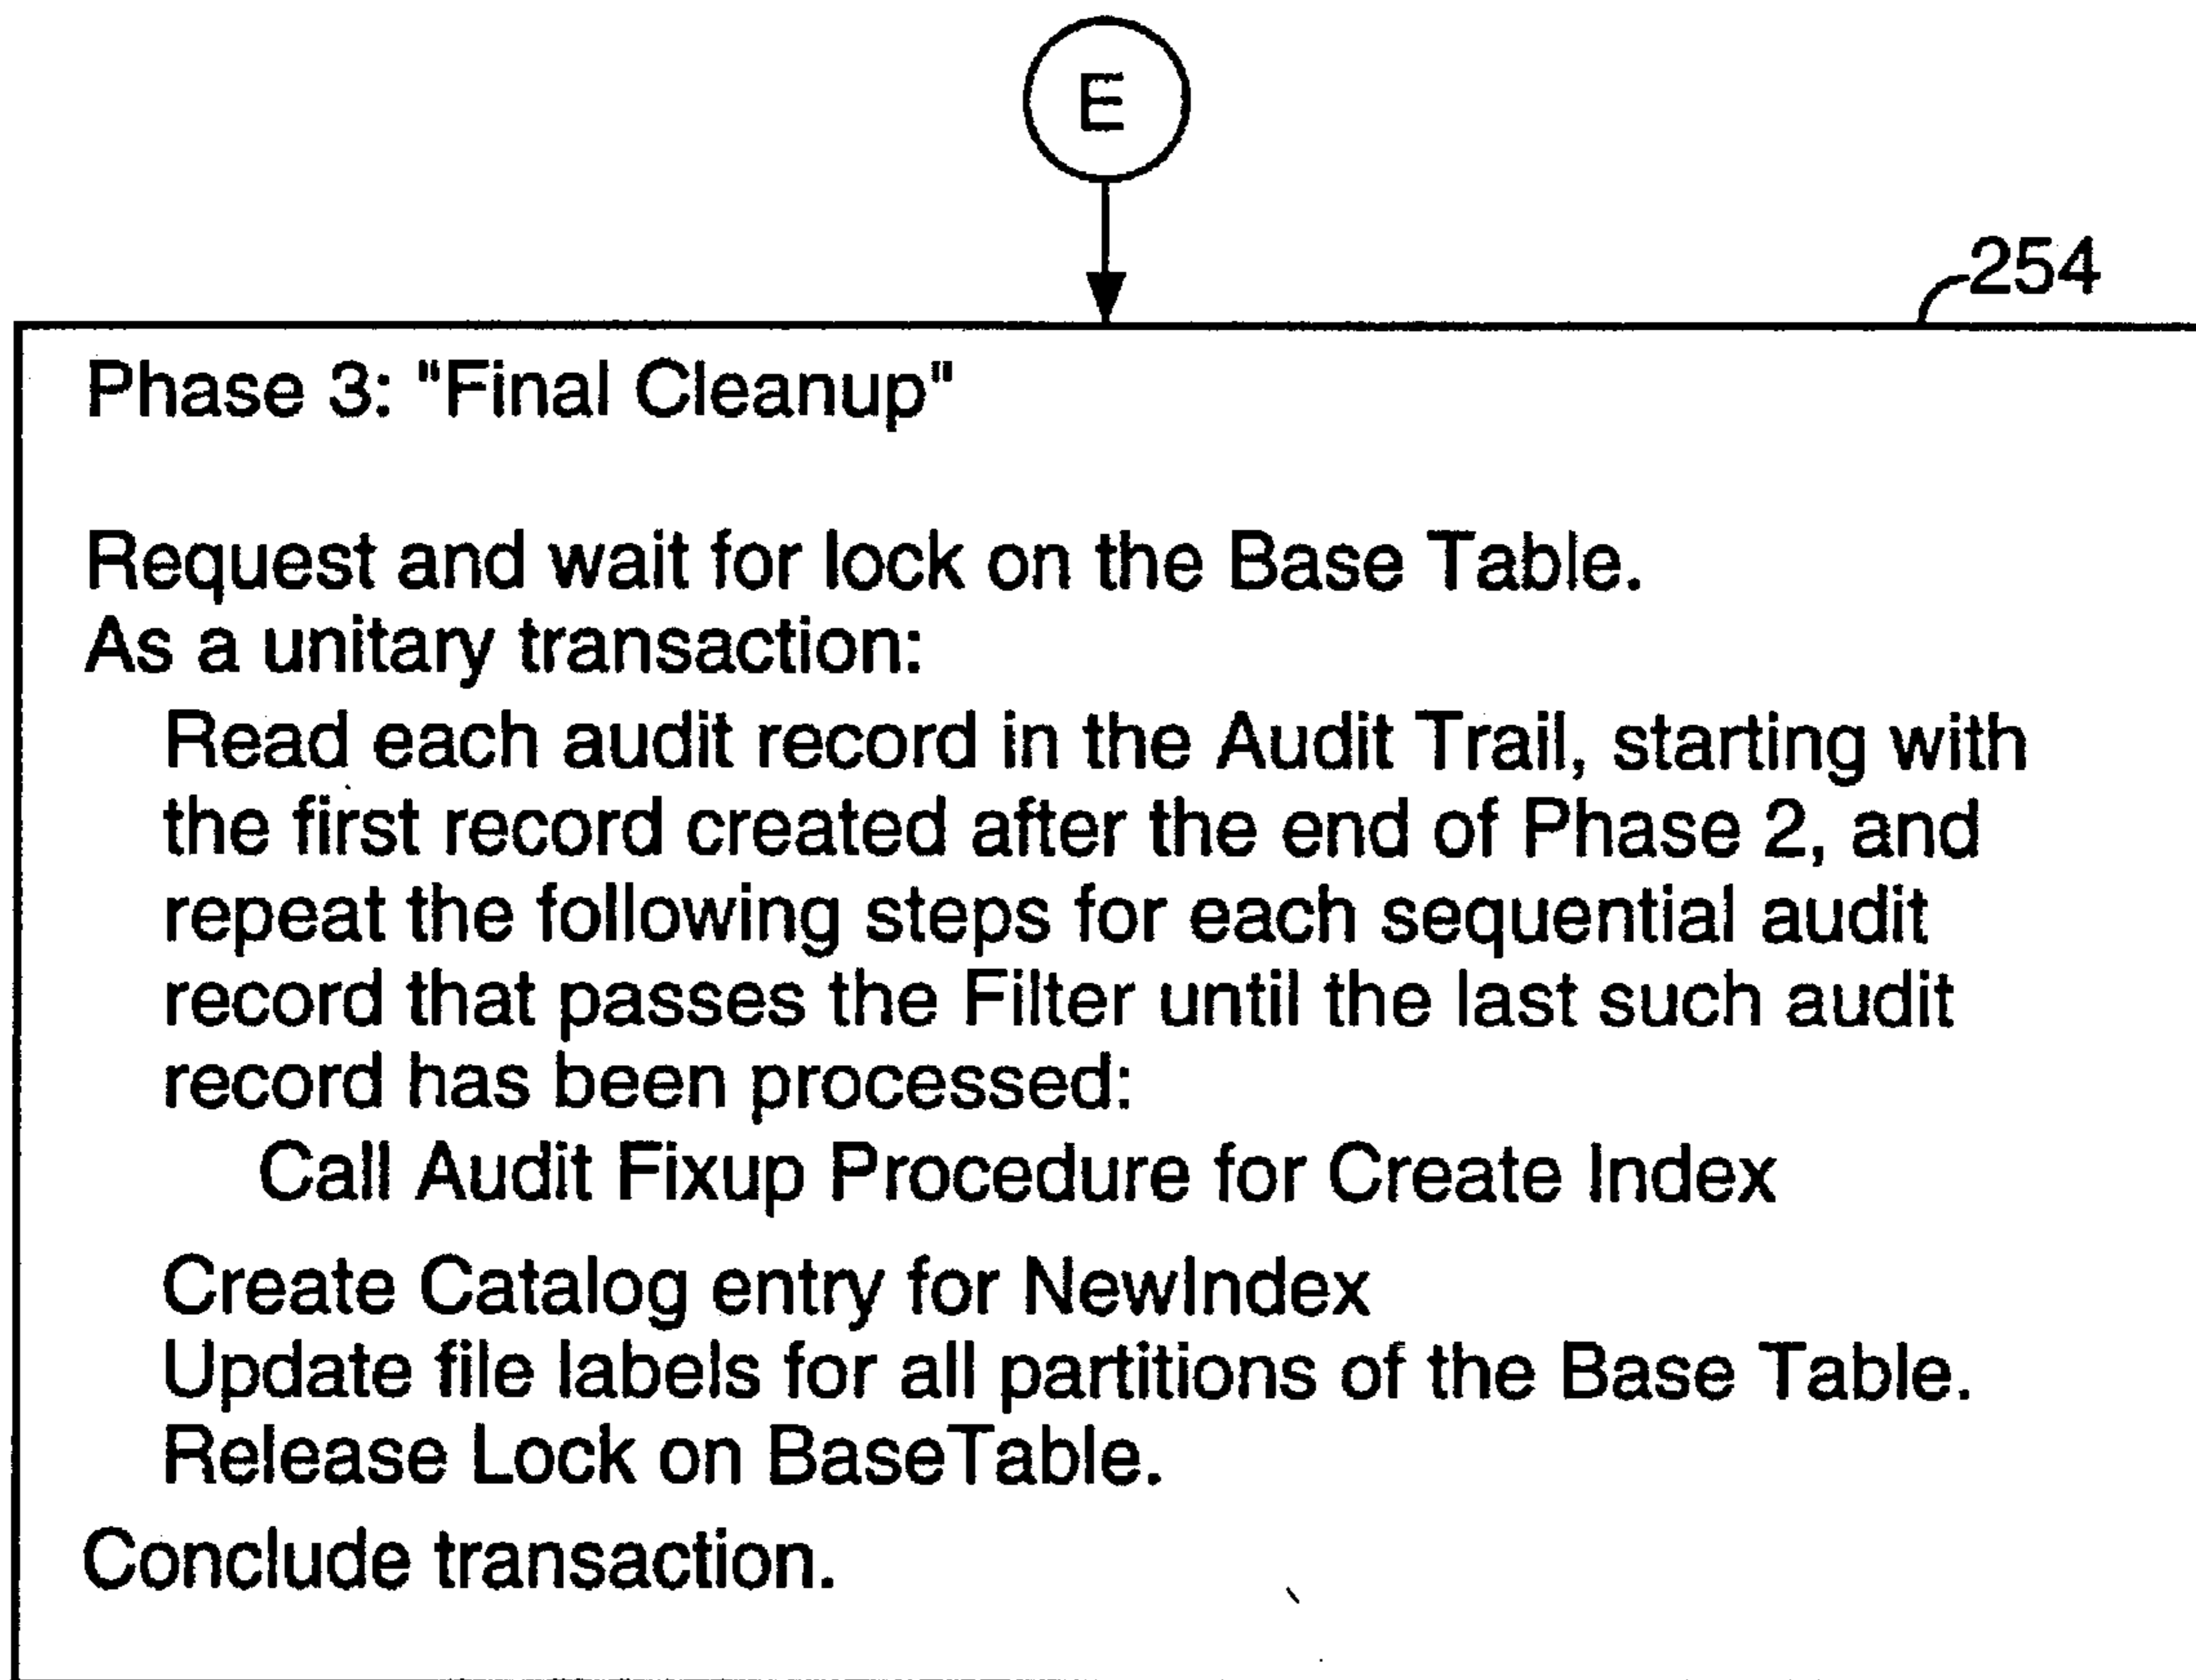 E
254
Phase 3: "Final Cleanup"
Request and wait for lock on the Base Table.
As a unitary transaction:
Read each audit record in the Audit Trail, starting with
the first record created after the end of Phase 2, and
repeat the following steps for each sequential audit
record that passes the Filter until the last such audit
record has been processed:
Call Audit Fixup Procedure for Create Index
Create Catalog entry for NewIndex
Update file labels for all partitions of the Base Table.
Release Lock on BaseTable.
Conclude transaction.